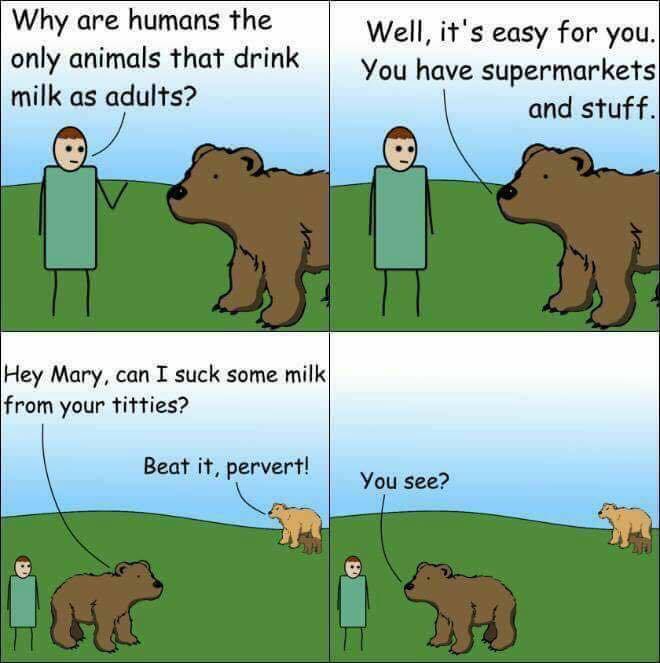 Why are humans the
only animals that drink
milk as adults?
Well, it's easy for you.
You have supermarkets
and stuff.
Hey Mary, can I suck some milk
from your titties?
Beat it, pervert!
You see?